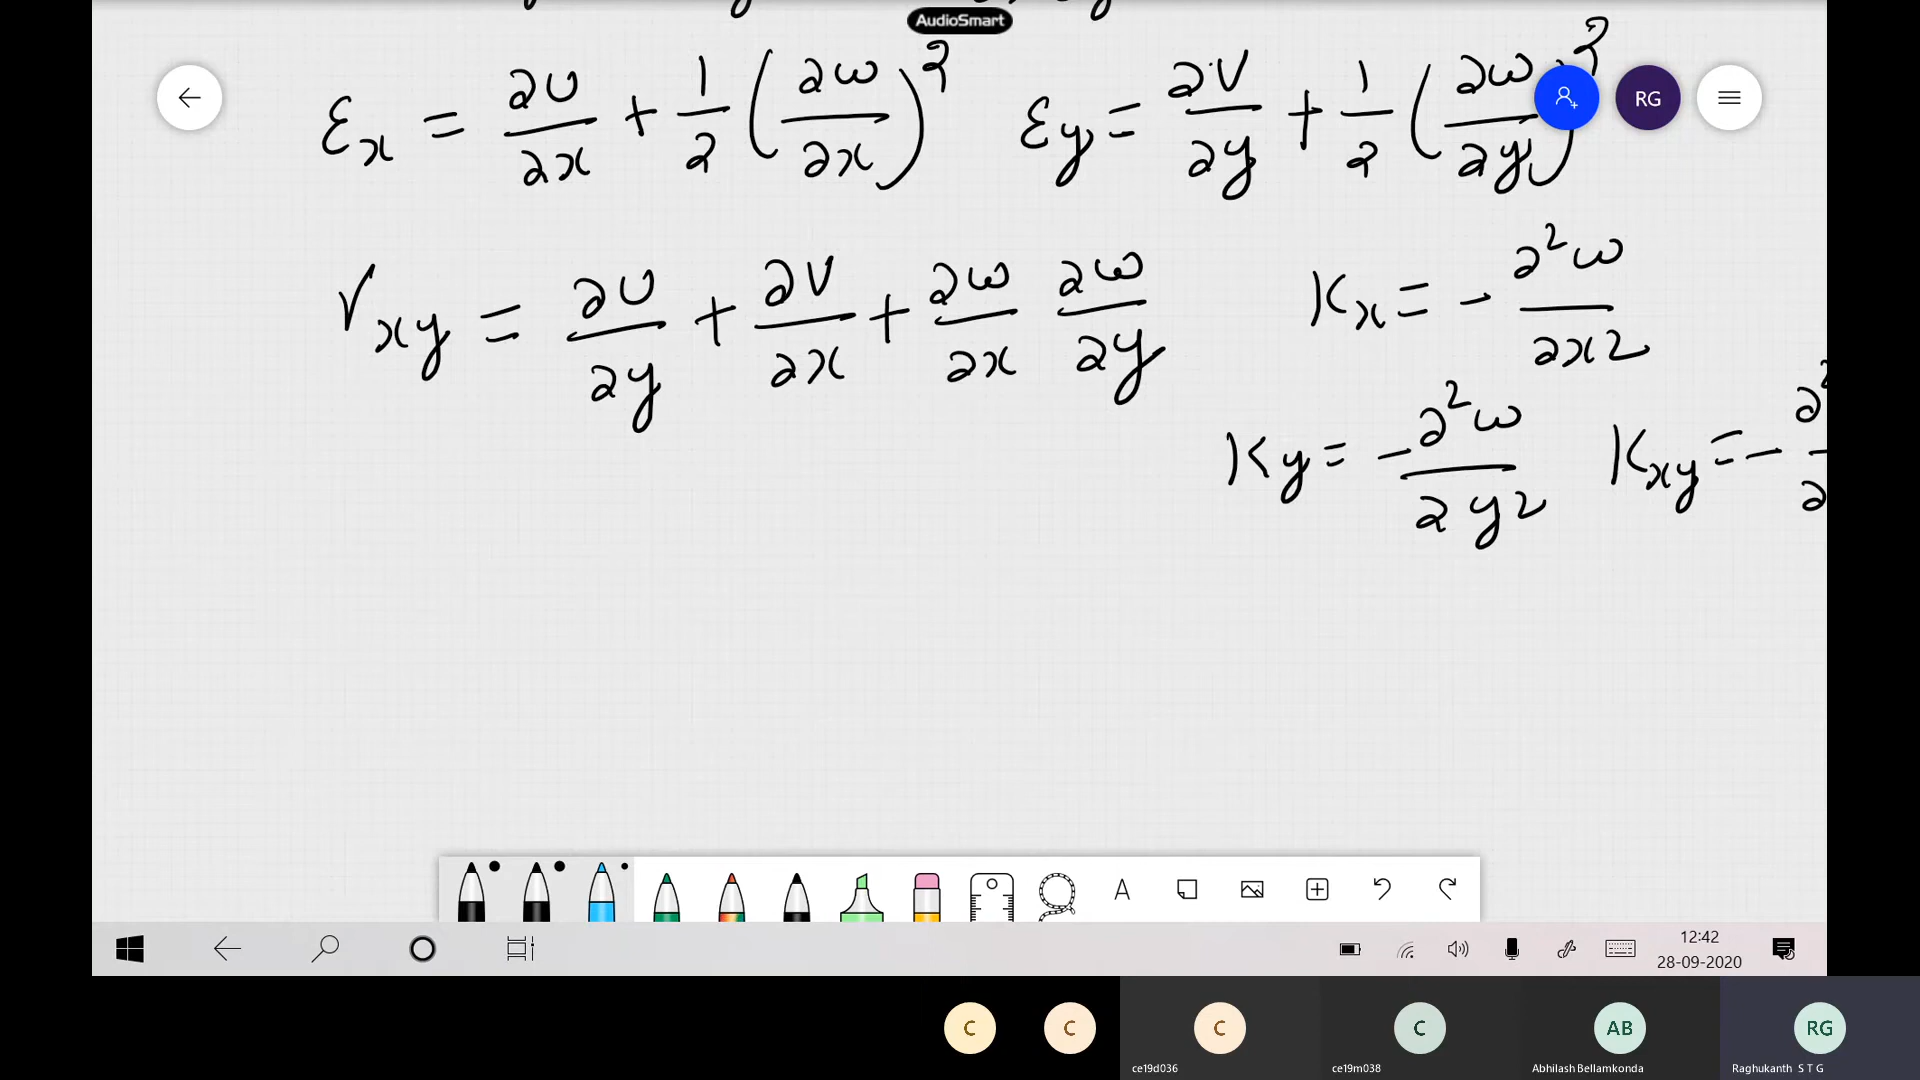 AudioSmart
εx = ∂u/∂x + 1/2 (∂w/∂x)² εy = ∂v/∂y + 1/2 (∂w/∂y)²
RG
γxy = ∂u/∂y + ∂v/∂x + ∂w/∂x ∂w/∂y Kx = - ∂²w/∂x2
Ky = - ∂²w/∂y2 Kxy = - ∂²/∂
A
12:42
28-09-2020
C C C C AB RG
ce19d036 ce19m038 Abhilash Bellamkonda Raghukanth S T G